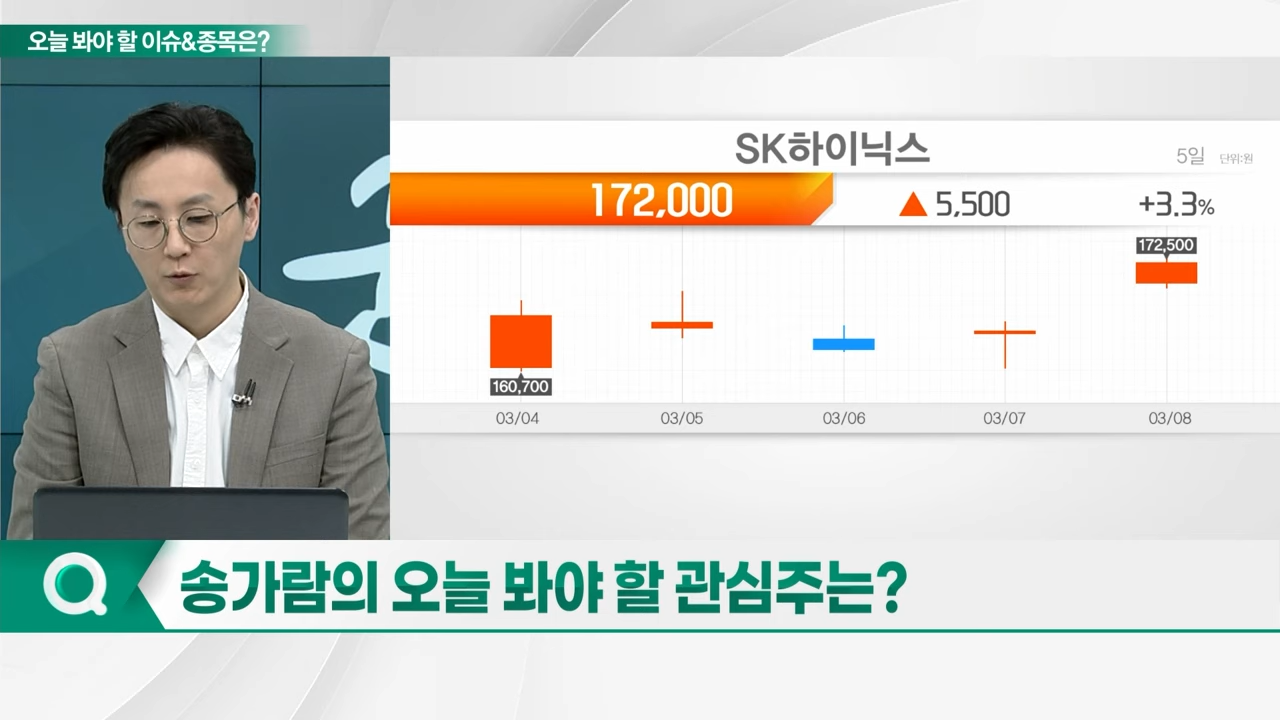 오늘 봐야 할 이슈&종목은?
SK하이닉스
5일 단위:원
172,000 ▲ 5,500 +3.3%
172,500
160,700
03/04 03/05 03/06 03/07 03/08
송가람의 오늘 봐야 할 관심주는?